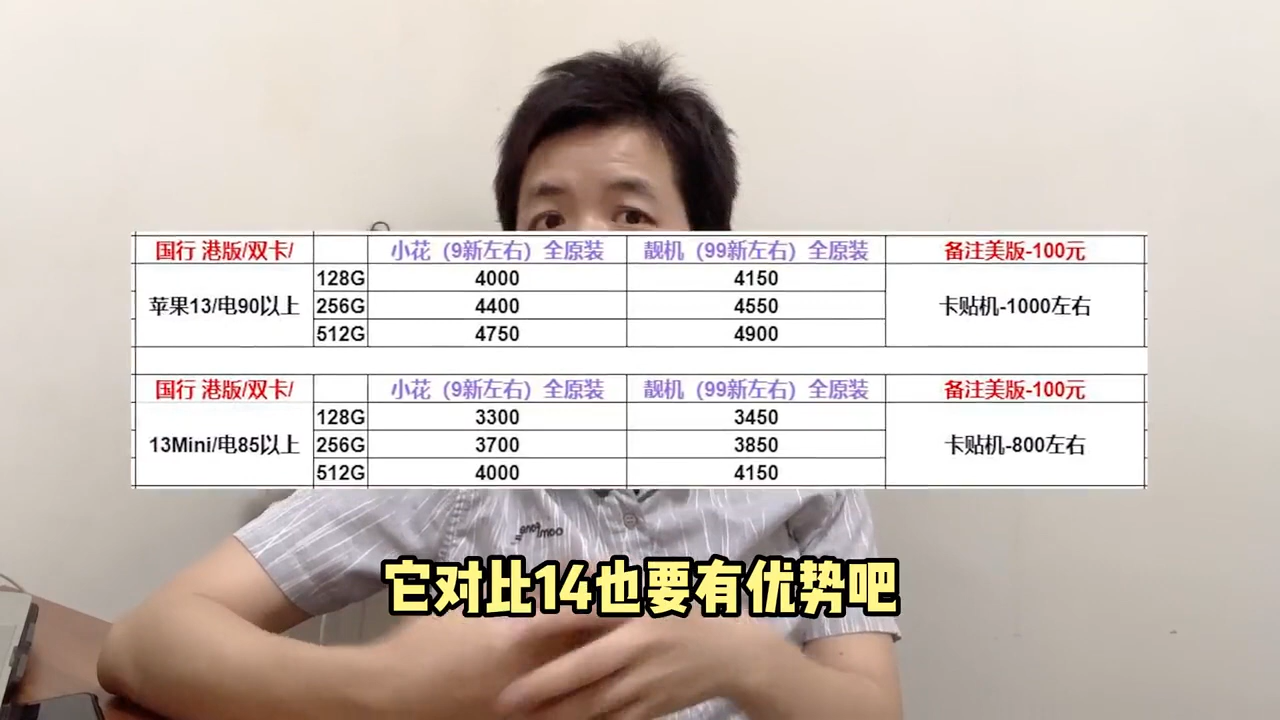 国行 港版/双卡/ 小花（9新左右）全原装 靓机（99新左右）全原装 备注美版-100元
128G 4000 4150
苹果13/电90以上 256G 4400 4550 卡贴机-1000左右
512G 4750 4900
国行 港版/双卡/ 小花（9新左右）全原装 靓机（99新左右）全原装 备注美版-100元
128G 3300 3450
13Mini/电85以上 256G 3700 3850 卡贴机-800左右
512G 4000 4150
它对比14也要有优势吧